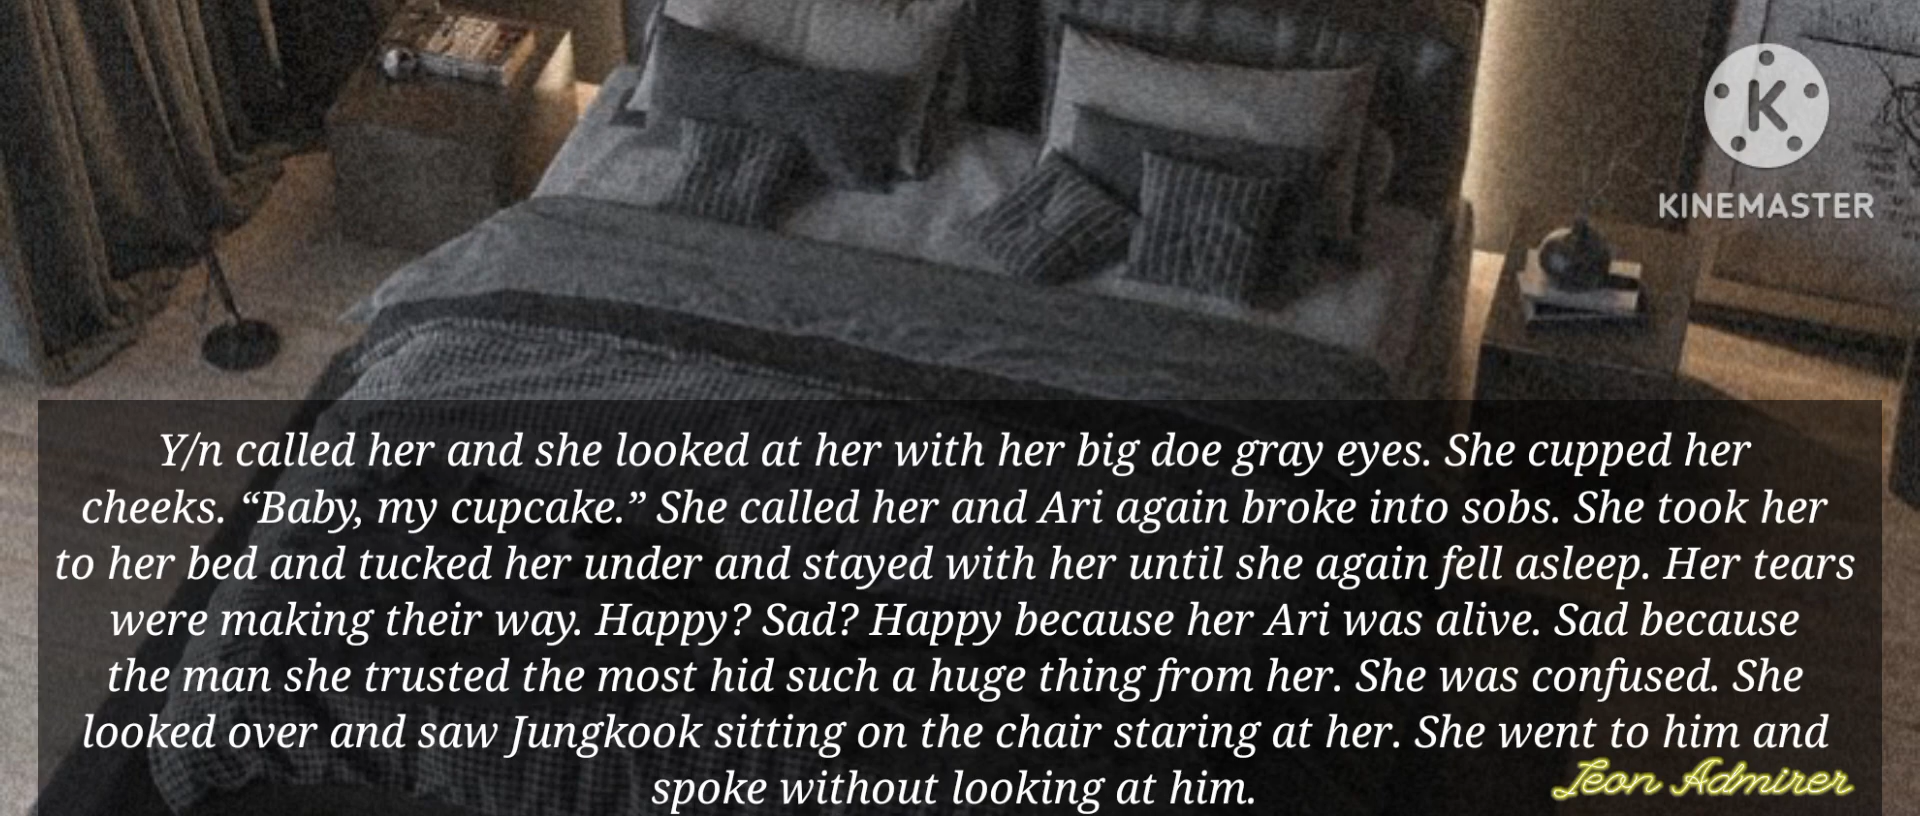 K
KINEMASTER
Y/n called her and she looked at her with her big doe gray eyes. She cupped her
cheeks. “Baby, my cupcake.” She called her and Ari again broke into sobs. She took her
to her bed and tucked her under and stayed with her until she again fell asleep. Her tears
were making their way. Happy? Sad? Happy because her Ari was alive. Sad because
the man she trusted the most hid such a huge thing from her. She was confused. She
looked over and saw Jungkook sitting on the chair staring at her. She went to him and
spoke without looking at him.
Jeon Admirer